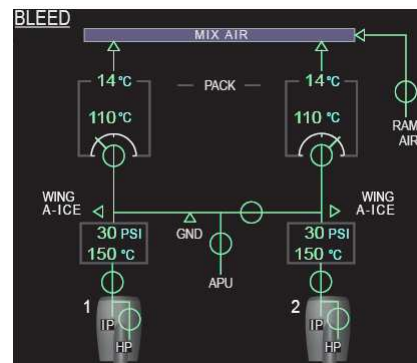 BLEED
MIX AIR
14 °C PACK 14 °C
110 °C 110 °C
RAM
AIR
WING
A-ICE
WING
A-ICE
GND
30 PSI 30 PSI
150 °C 150 °C
APU
1 2
IP IP
HP HP